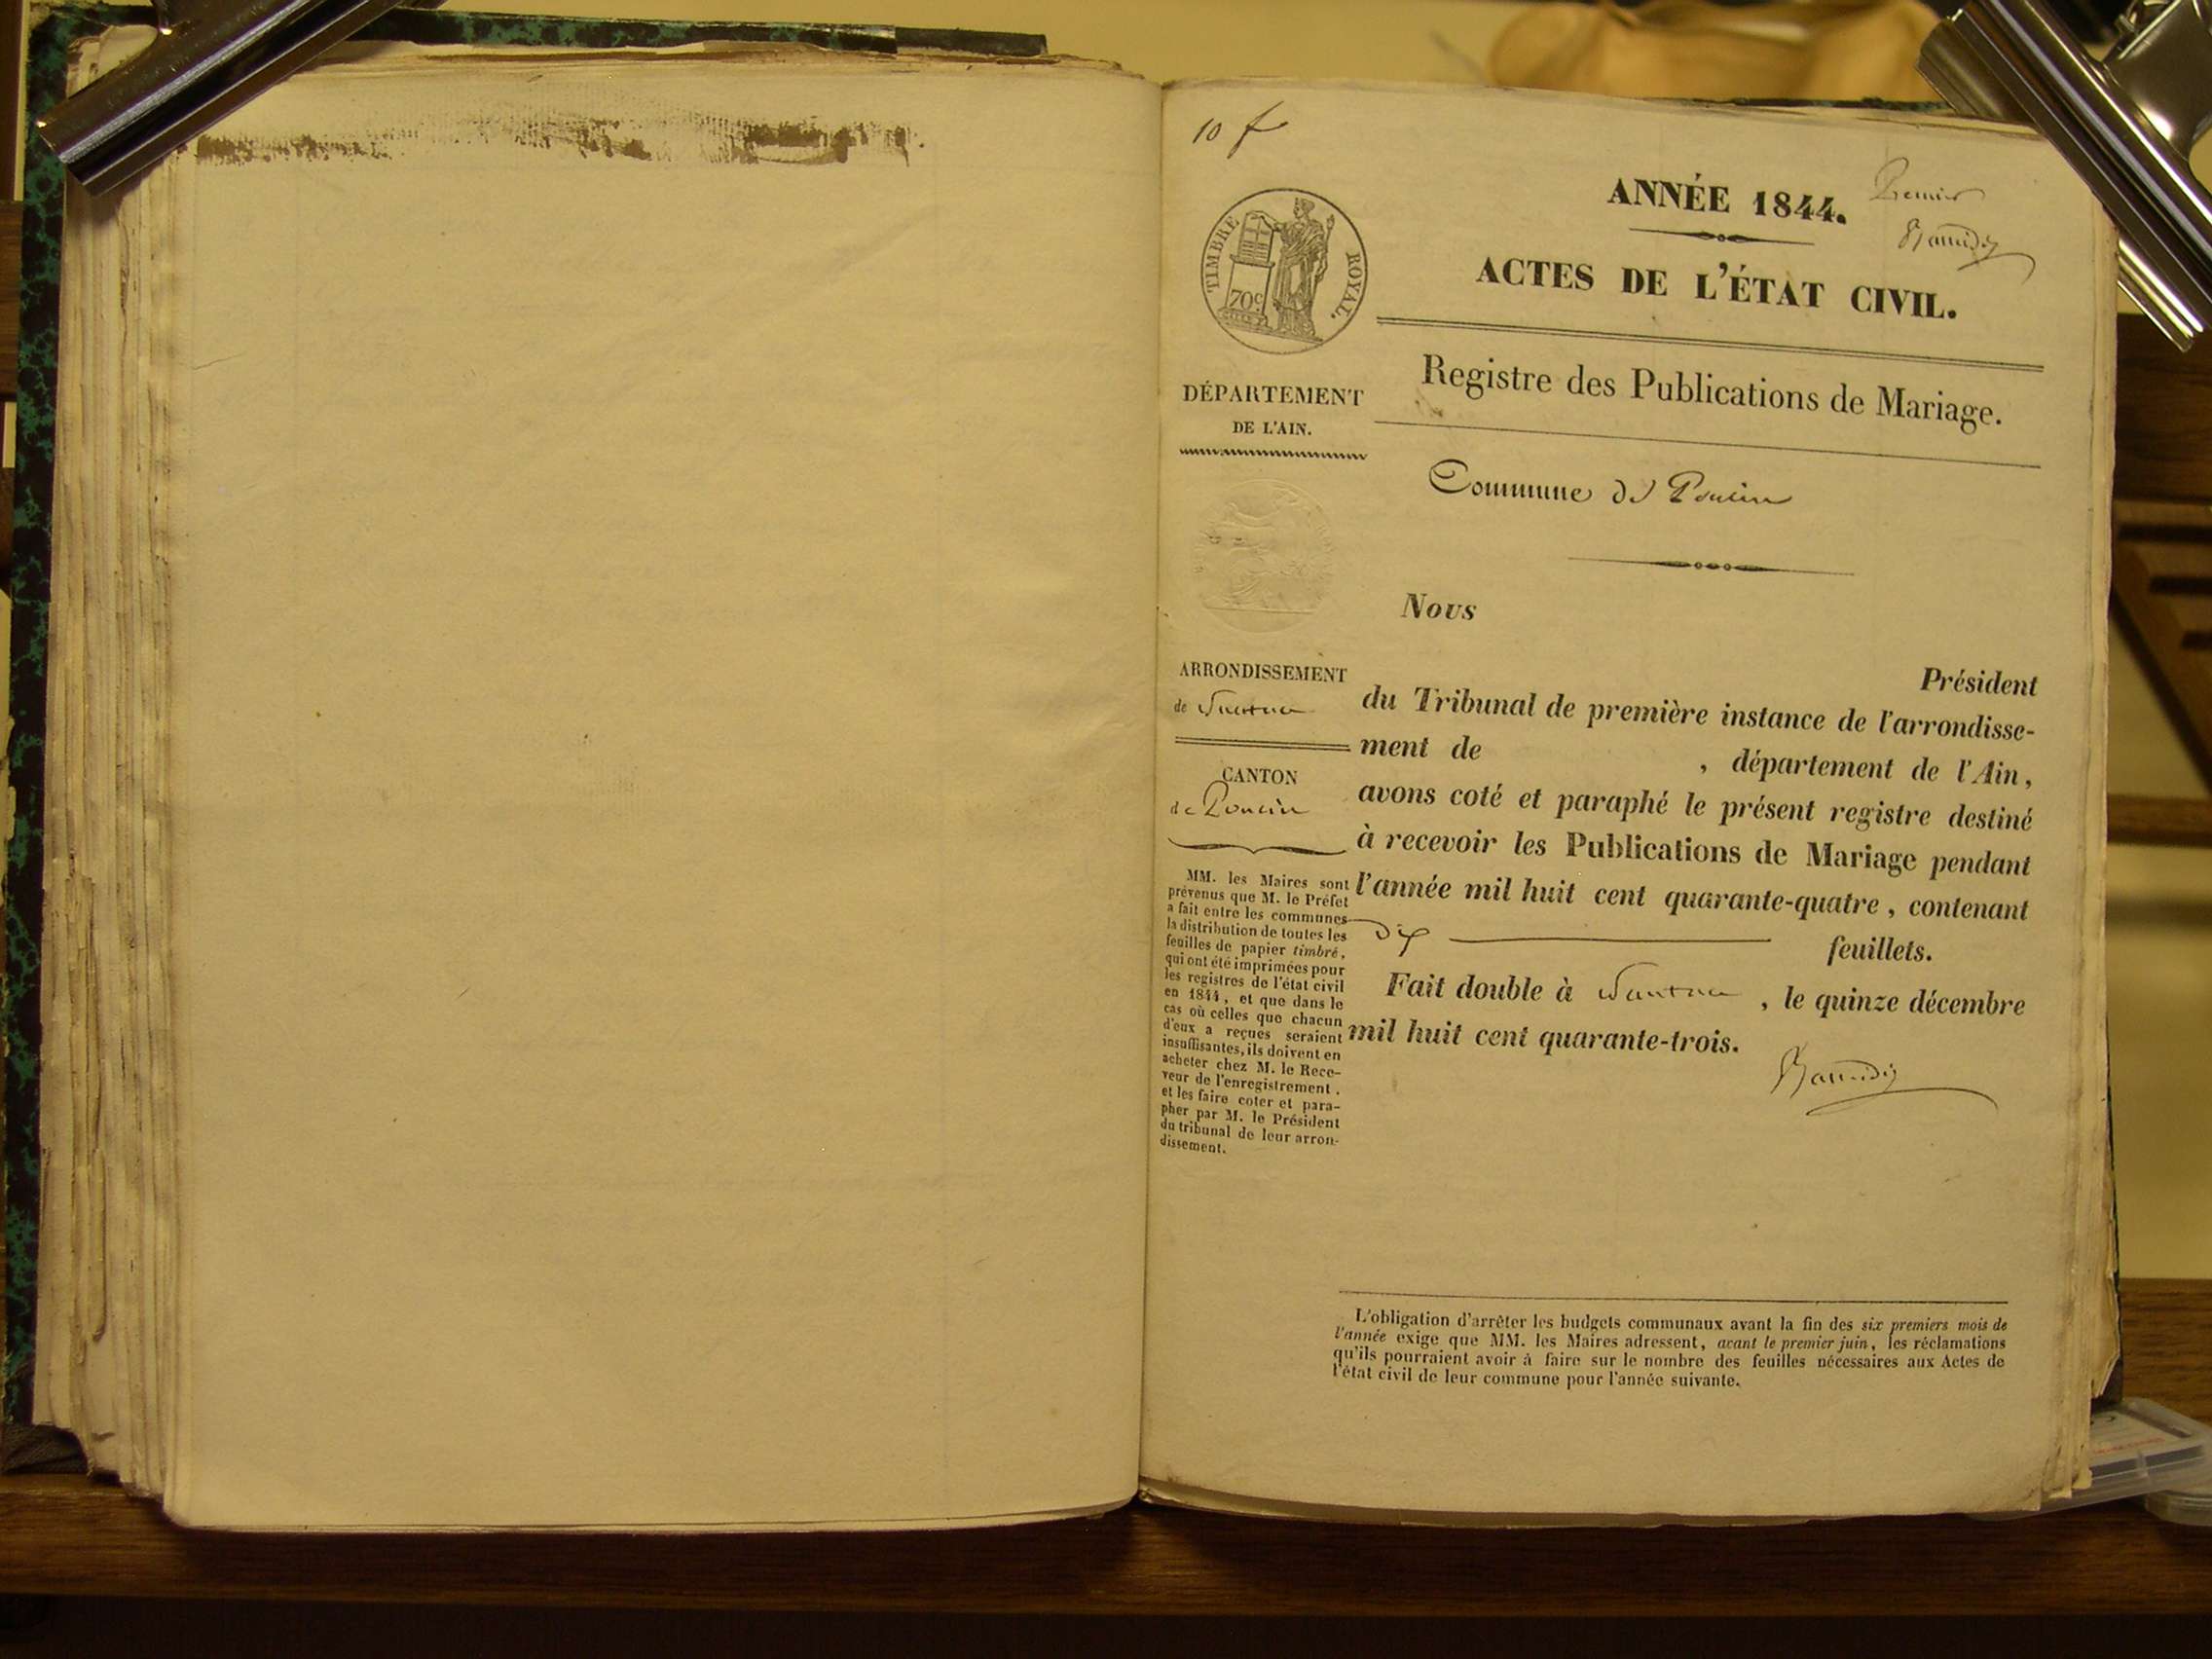 10 f
ANNÉE 1844.
Premier
ACTES DE L'ÉTAT CIVIL.
TIMBRE ROYAL.
70c
Registre des Publications de Mariage.
DÉPARTEMENT
DE L'AIN.
Commune de Poncin
Nous
Président
du Tribunal de première instance de l'arrondisse-
ment de , département de l'Ain,
avons coté et paraphé le présent registre destiné
à recevoir les Publications de Mariage pendant
l'année mil huit cent quarante-quatre, contenant
dix feuillets.
Fait double à Nantua, le quinze décembre
mil huit cent quarante-trois.
ARRONDISSEMENT
de Nantua
CANTON
de Poncin
MM. les Maires sont
prévenus que M. le Préfet
a fait entre les communes
la distribution de toutes les
feuilles de papier timbré,
qui ont été imprimées pour
les registres de l'état civil
en 1844, et que dans le
cas où celles que chacun
d'eux a reçues seraient
insuffisantes, ils doivent en
acheter chez M. le Rece-
veur de l'enregistrement,
et les faire coter et para-
pher par M. le Président
du tribunal de leur arron-
dissement.
L'obligation d'arrêter les budgets communaux avant la fin des six premiers mois de
l'année exige que MM. les Maires adressent, avant le premier juin, les réclamations
qu'ils pourraient avoir à faire sur le nombre des feuilles nécessaires aux Actes de
l'état civil de leur commune pour l'année suivante.